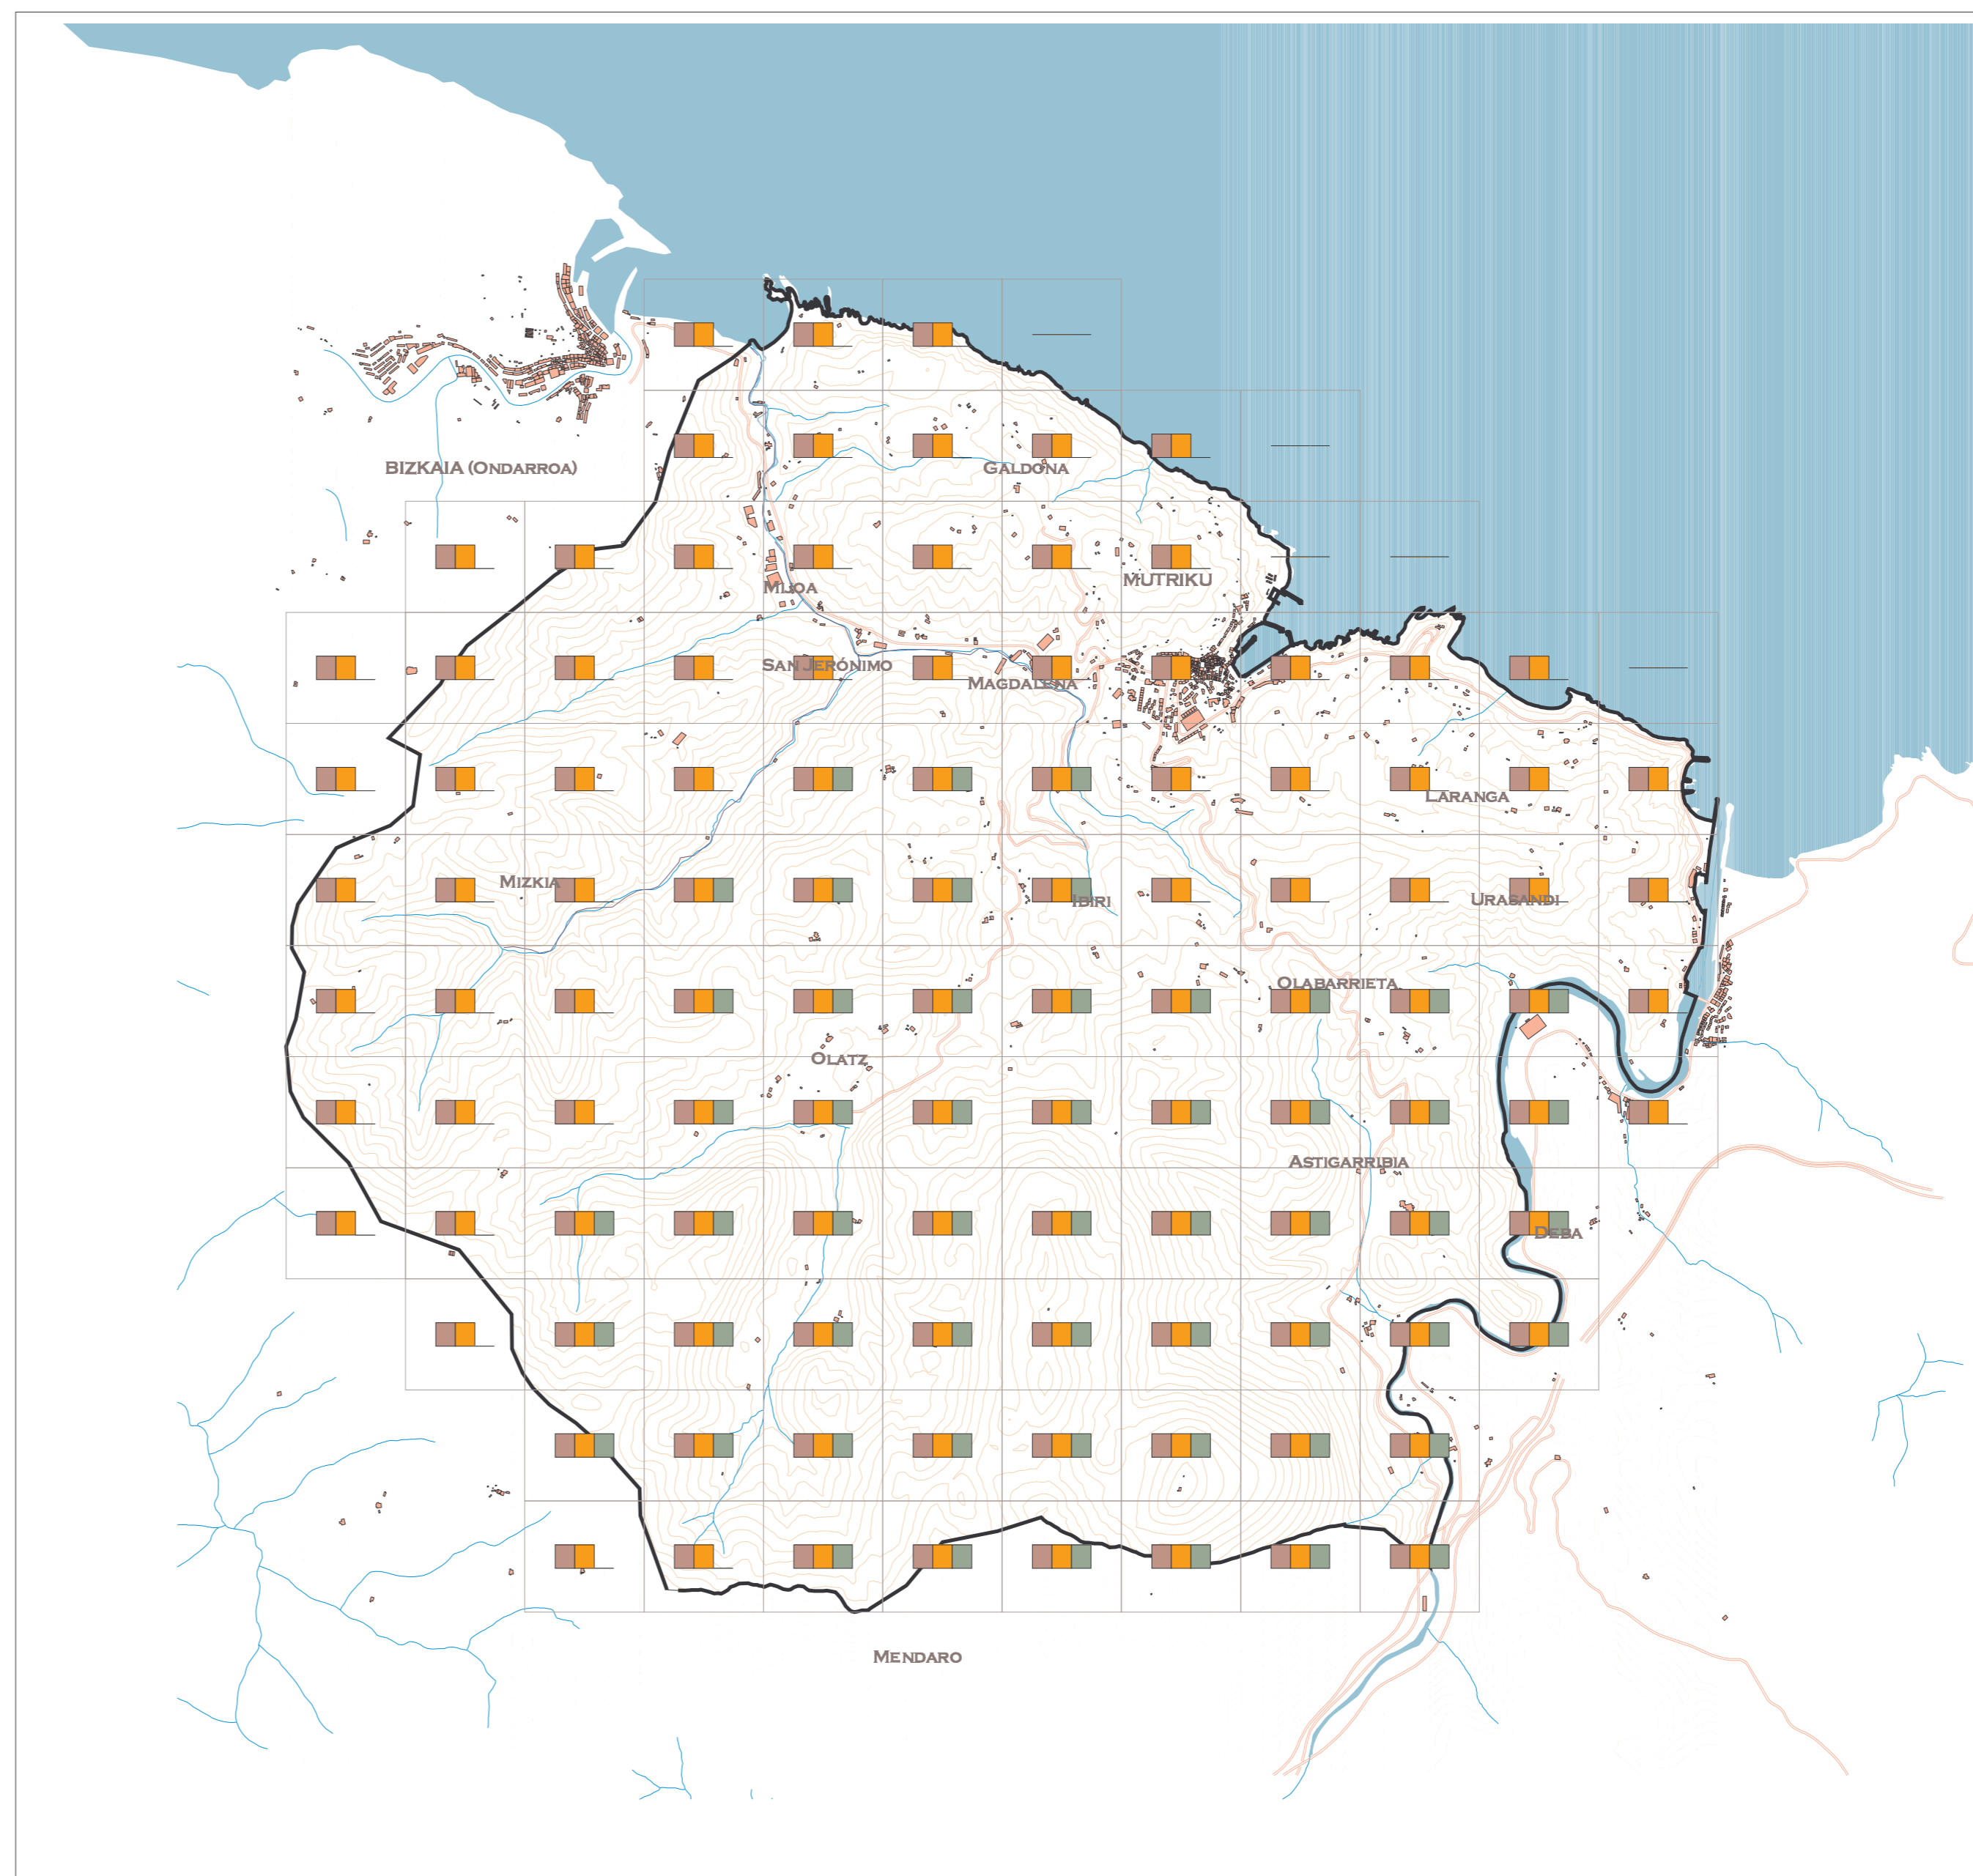 BIZKAIA (ONDARROA)
GALDONA
MIJOA
MUTRIKU
SAN JERÓNIMO
MAGDALENA
LARANGA
MIZKIA
IBIRI
URASANDI
OLABARRIETA
OLATZ
ASTIGARRIBIA
DEBA
MENDARO